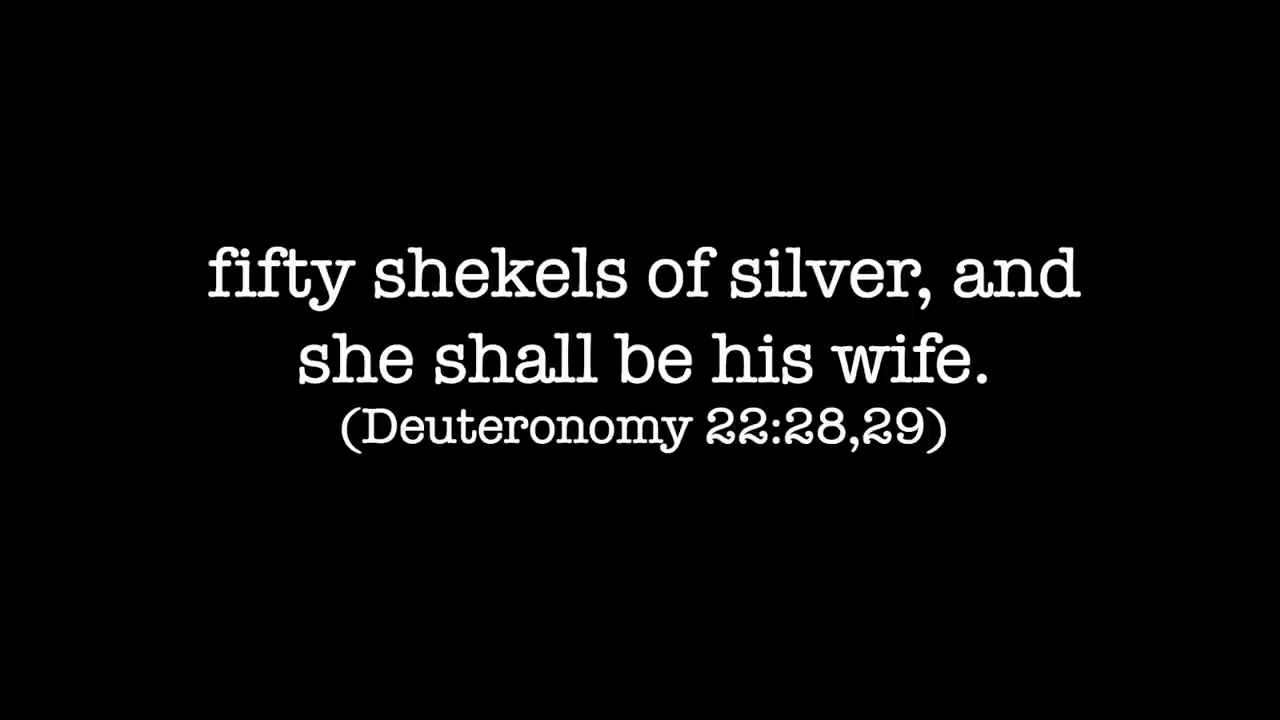 fifty shekels of silver, and
she shall be his wife.
(Deuteronomy 22:28,29)